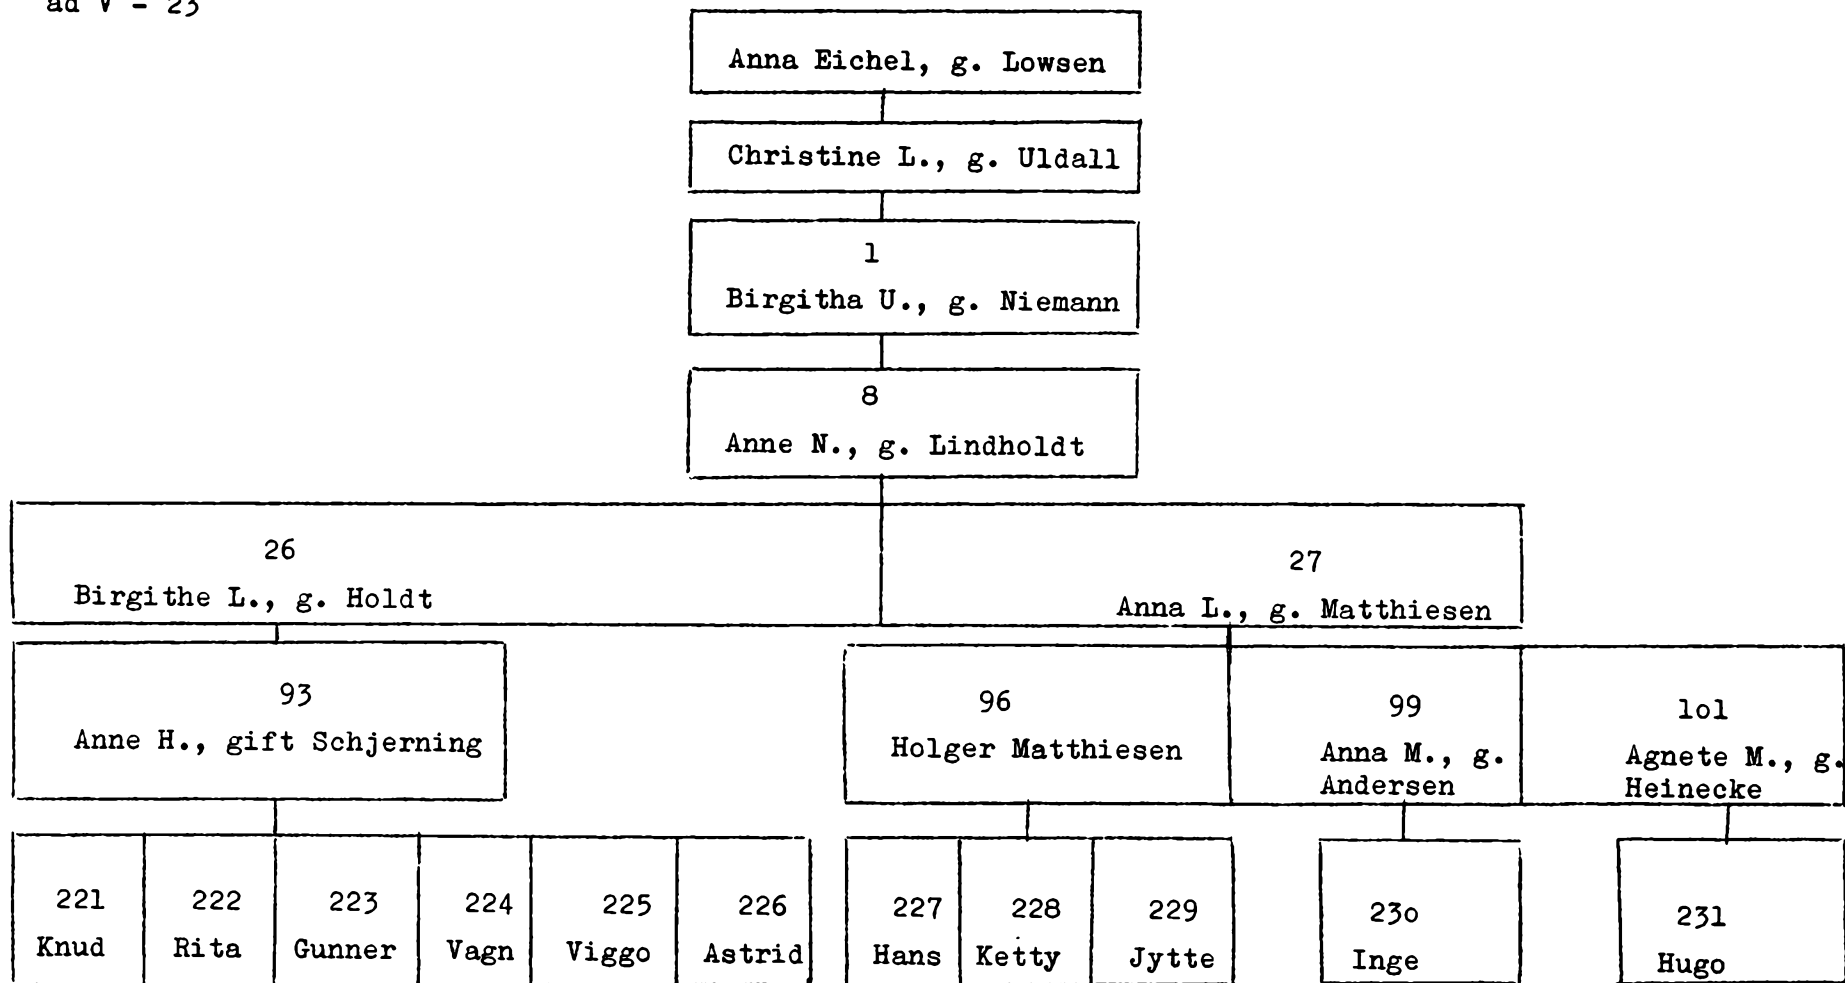 ad V - 23
Anna Eichel, g. Lowsen
Christine L., g. Uldall
1
Birgitha U., g. Niemann
8
Anne N., g. Lindholdt
26
Birgithe L., g. Holdt
27
Anna L., g. Matthiesen
93
Anne H., gift Schjerning
96
Holger Matthiesen
99
Anna M., g.
Andersen
lol
Agnete M., g.
Heinecke
221
Knud
222
Rita
223
Gunner
224
Vagn
225
Viggo
226
Astrid
227
Hans
228
Ketty
229
Jytte
23o
Inge
231
Hugo